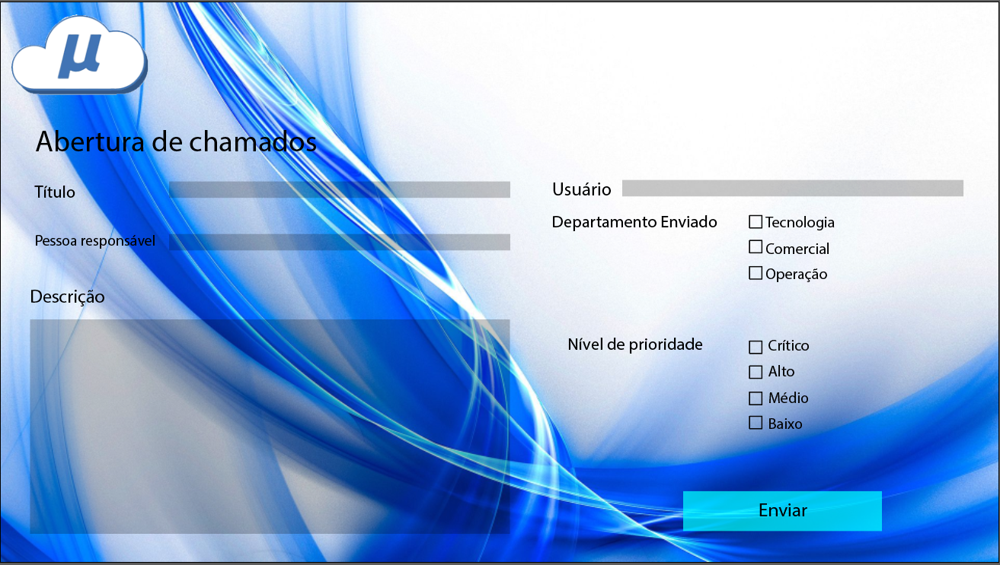 µ
Abertura de chamados
Título
Pessoa responsável
Descrição
Usuário
Departamento Enviado
Tecnologia
Comercial
Operação
Nível de prioridade
Crítico
Alto
Médio
Baixo
Enviar